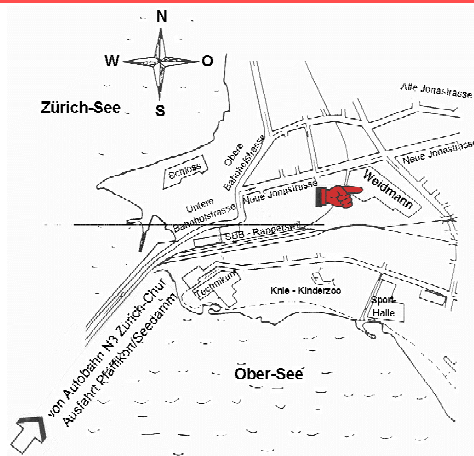 N
W
O
S
Zürich-See
Alte Jonastrasse
Obere
Bahnhofstrasse
Schloss
Neue Jonastrasse
Neue Jonastrasse
Weidmann
Untere
Bahnhofstrasse
SBB -
Technikum
Knie - Kinderzoo
Sport-
Halle
von Autobahn N3 Zürich-Chur
Ausfahrt Pfäffikon/Seedamm
Ober-See